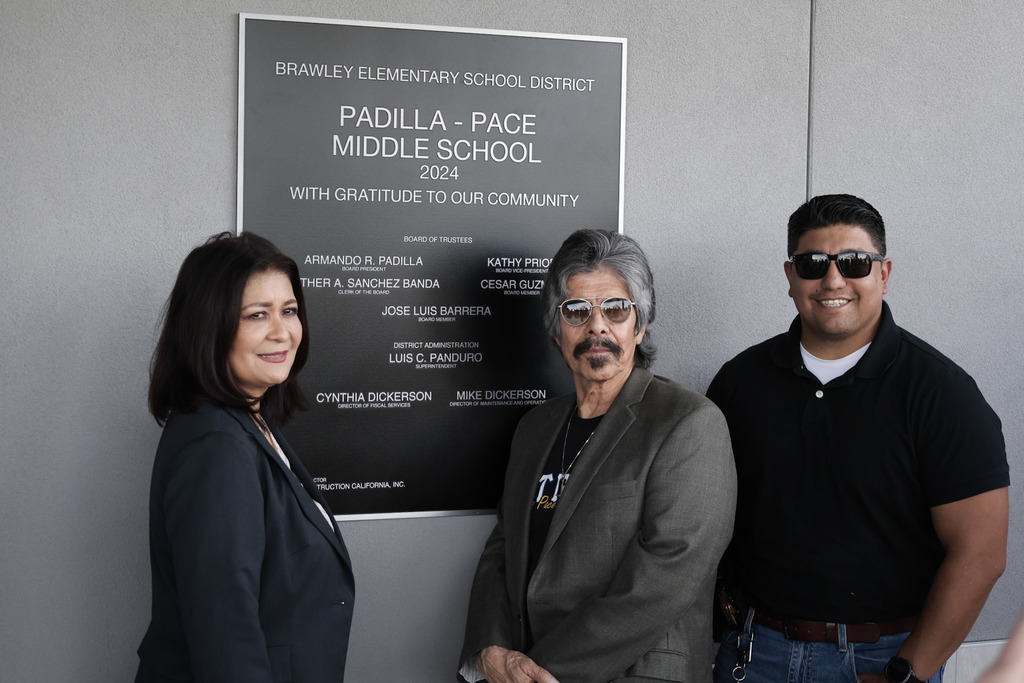 BRAWLEY ELEMENTARY SCHOOL DISTRICT
PADILLA - PACE
MIDDLE SCHOOL
2024
WITH GRATITUDE TO OUR COMMUNITY
BOARD OF TRUSTEES
ARMANDO R. PADILLA KATHY PRIO
BOARD PRESIDENT BOARD VICE-PRESIDENT
THER A. SANCHEZ BANDA CESAR GUZM
CLERK OF THE BOARD BOARD MEMBER
JOSE LUIS BARRERA
BOARD MEMBER
DISTRICT ADMINISTRATION
LUIS C. PANDURO
SUPERINTENDENT
CYNTHIA DICKERSON MIKE DICKERSON
DIRECTOR OF FISCAL SERVICES DIRECTOR OF MAINTENANCE AND OPERATI
CTOR
TRUCTION CALIFORNIA, INC.
Pace